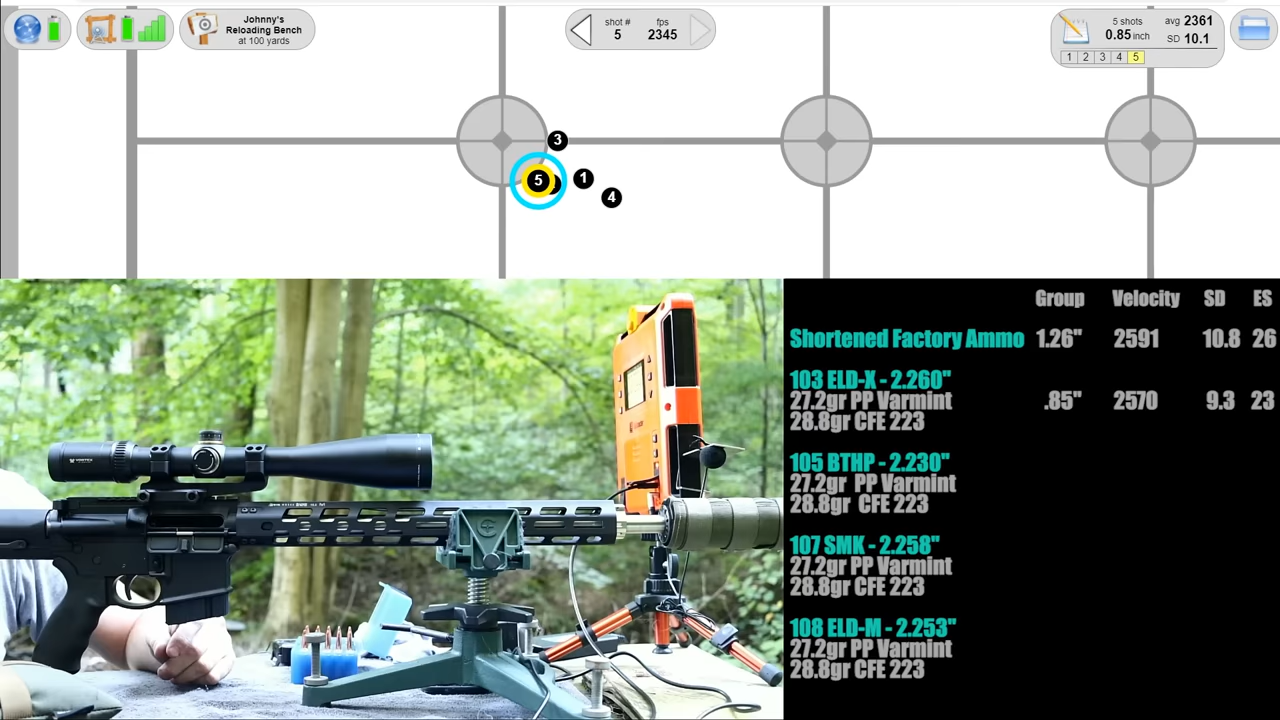 Johnny's
Reloading Bench
at 100 yards
shot # fps
5 2345
5 shots avg 2361
0.85 inch SD 10.1
1 2 3 4 5
3
5
1
4
Group Velocity SD ES
Shortened Factory Ammo 1.26" 2591 10.8 26
103 ELD-X - 2.260"
27.2gr PP Varmint .85" 2570 9.3 23
28.8gr CFE 223
105 BTHP - 2.230"
27.2gr PP Varmint
28.8gr CFE 223
107 SMK - 2.258"
27.2gr PP Varmint
28.8gr CFE 223
108 ELD-M - 2.253"
27.2gr PP Varmint
28.8gr CFE 223
VORTEX